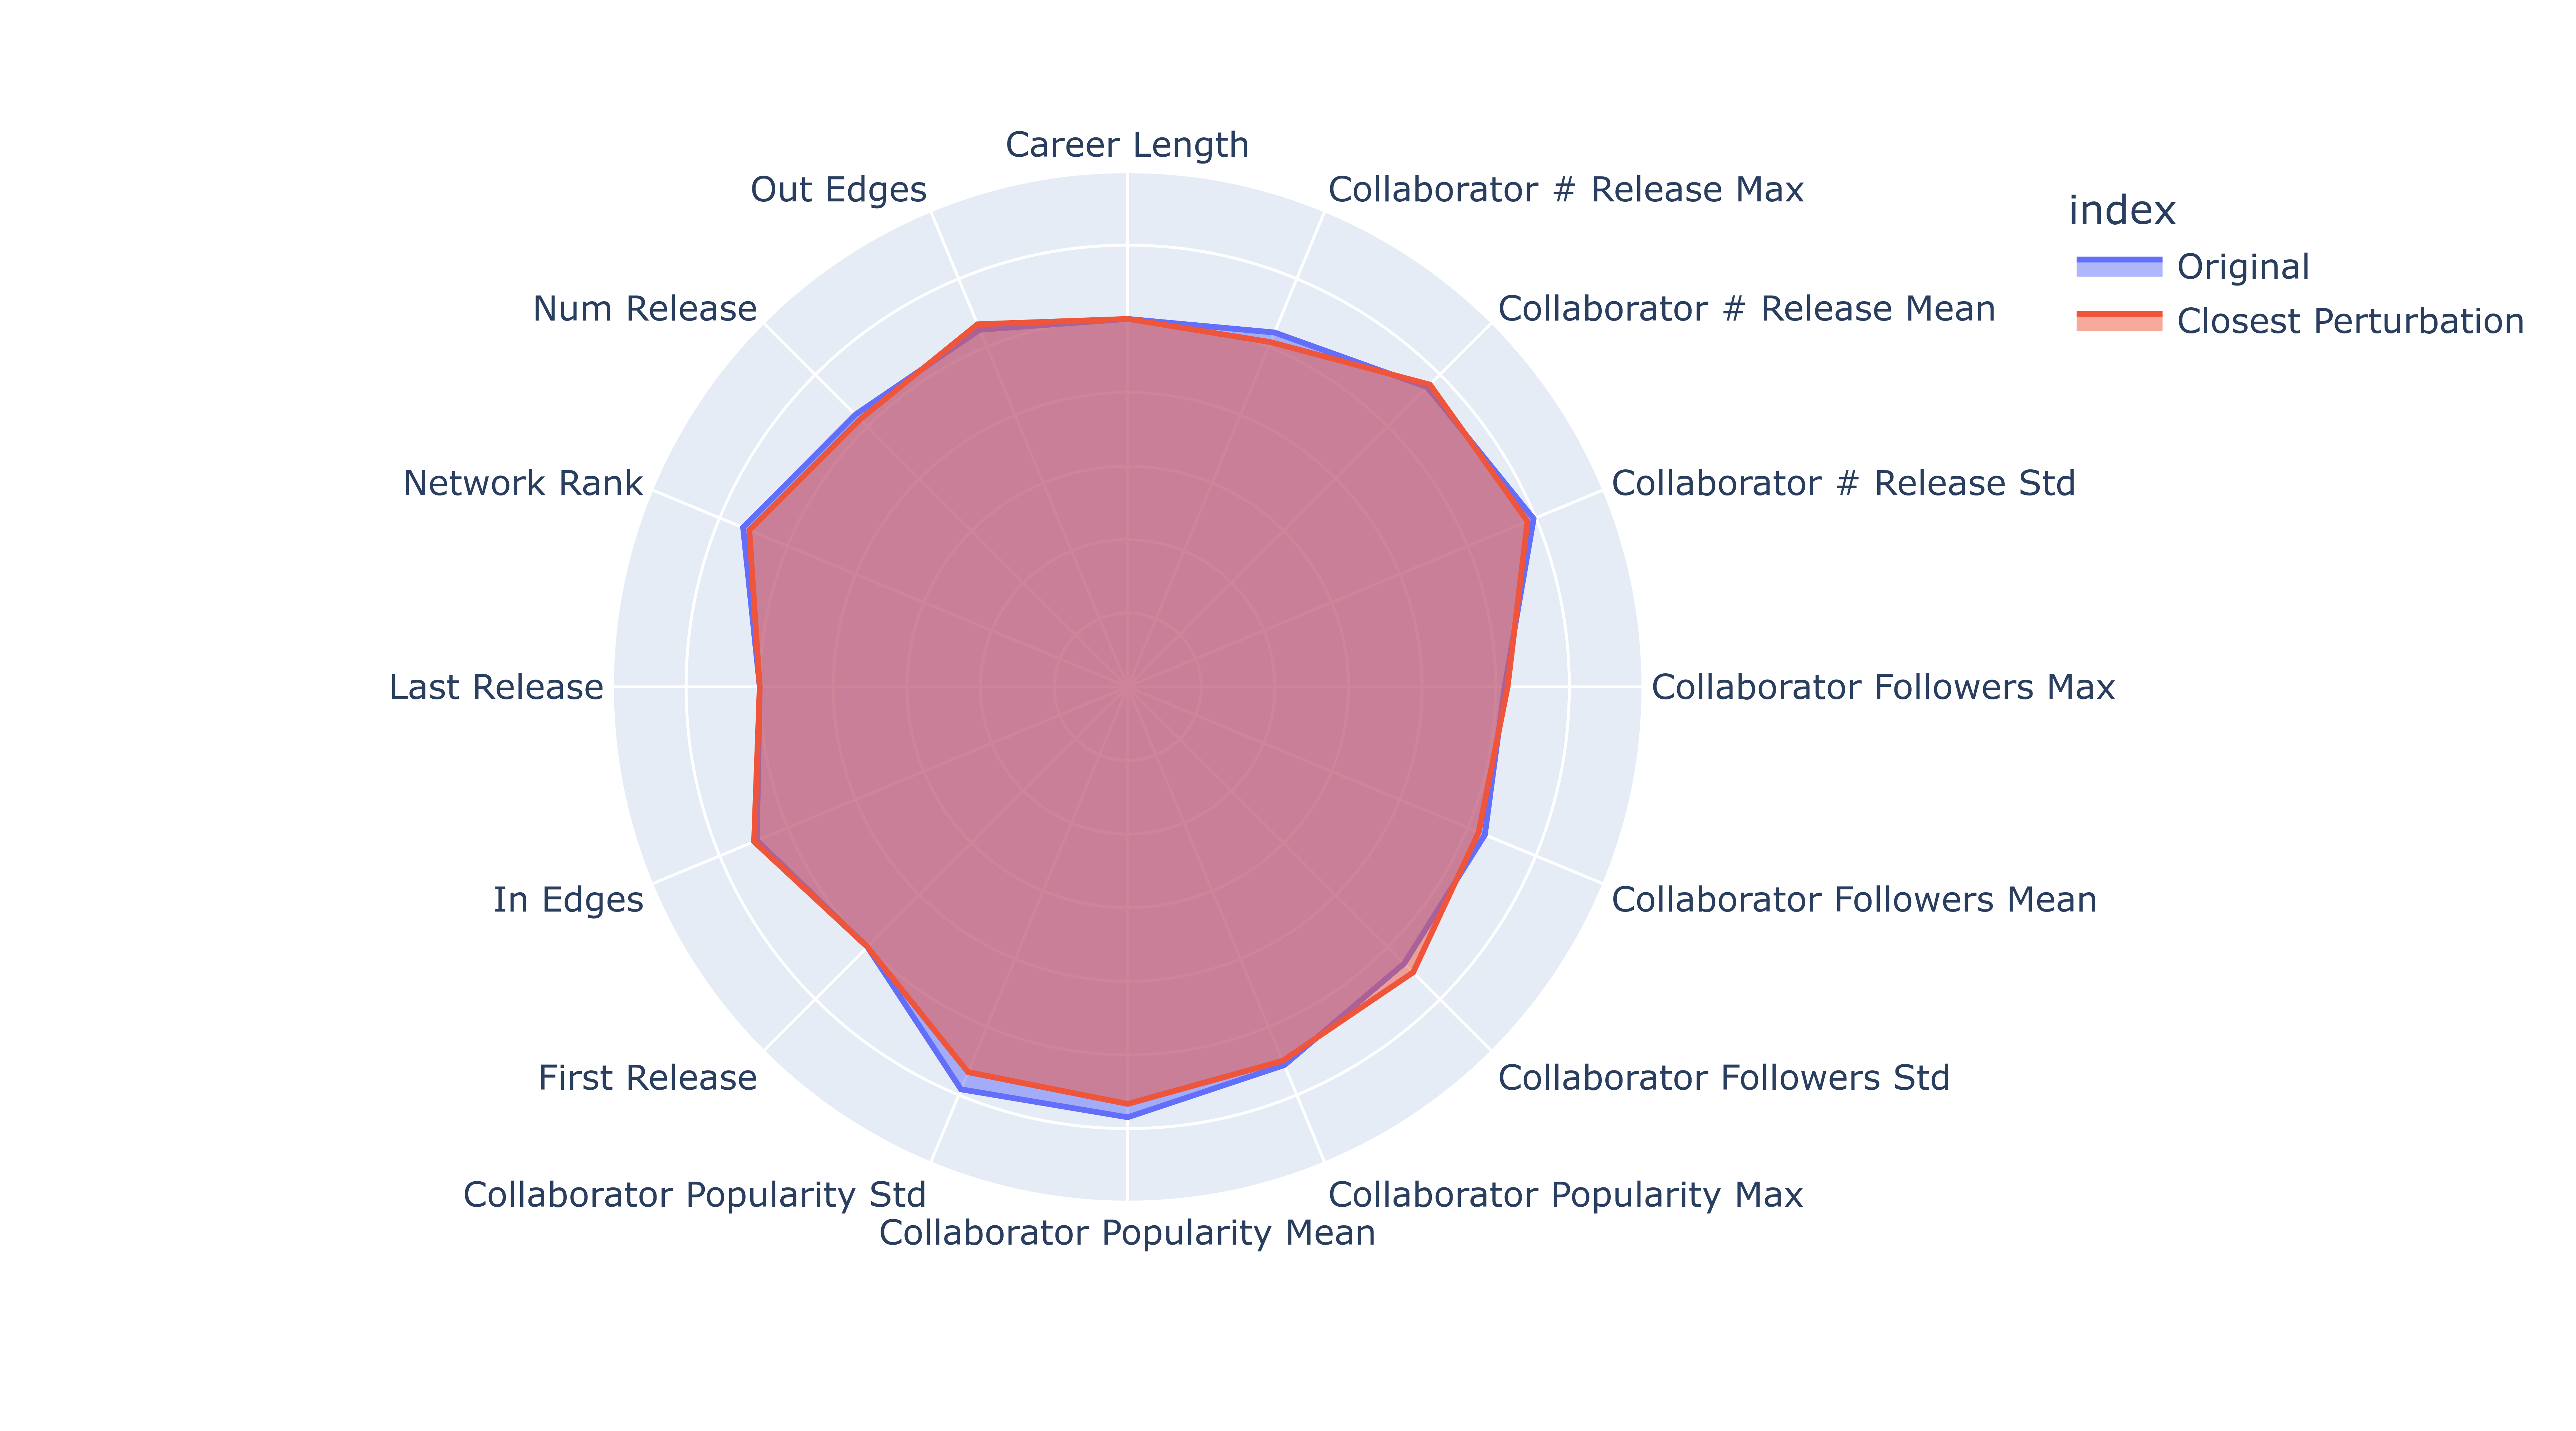 Career Length
Out Edges
Collaborator # Release Max
index
Original
Closest Perturbation
Num Release
Collaborator # Release Mean
Network Rank
Collaborator # Release Std
Last Release
Collaborator Followers Max
In Edges
Collaborator Followers Mean
First Release
Collaborator Followers Std
Collaborator Popularity Std
Collaborator Popularity Max
Collaborator Popularity Mean